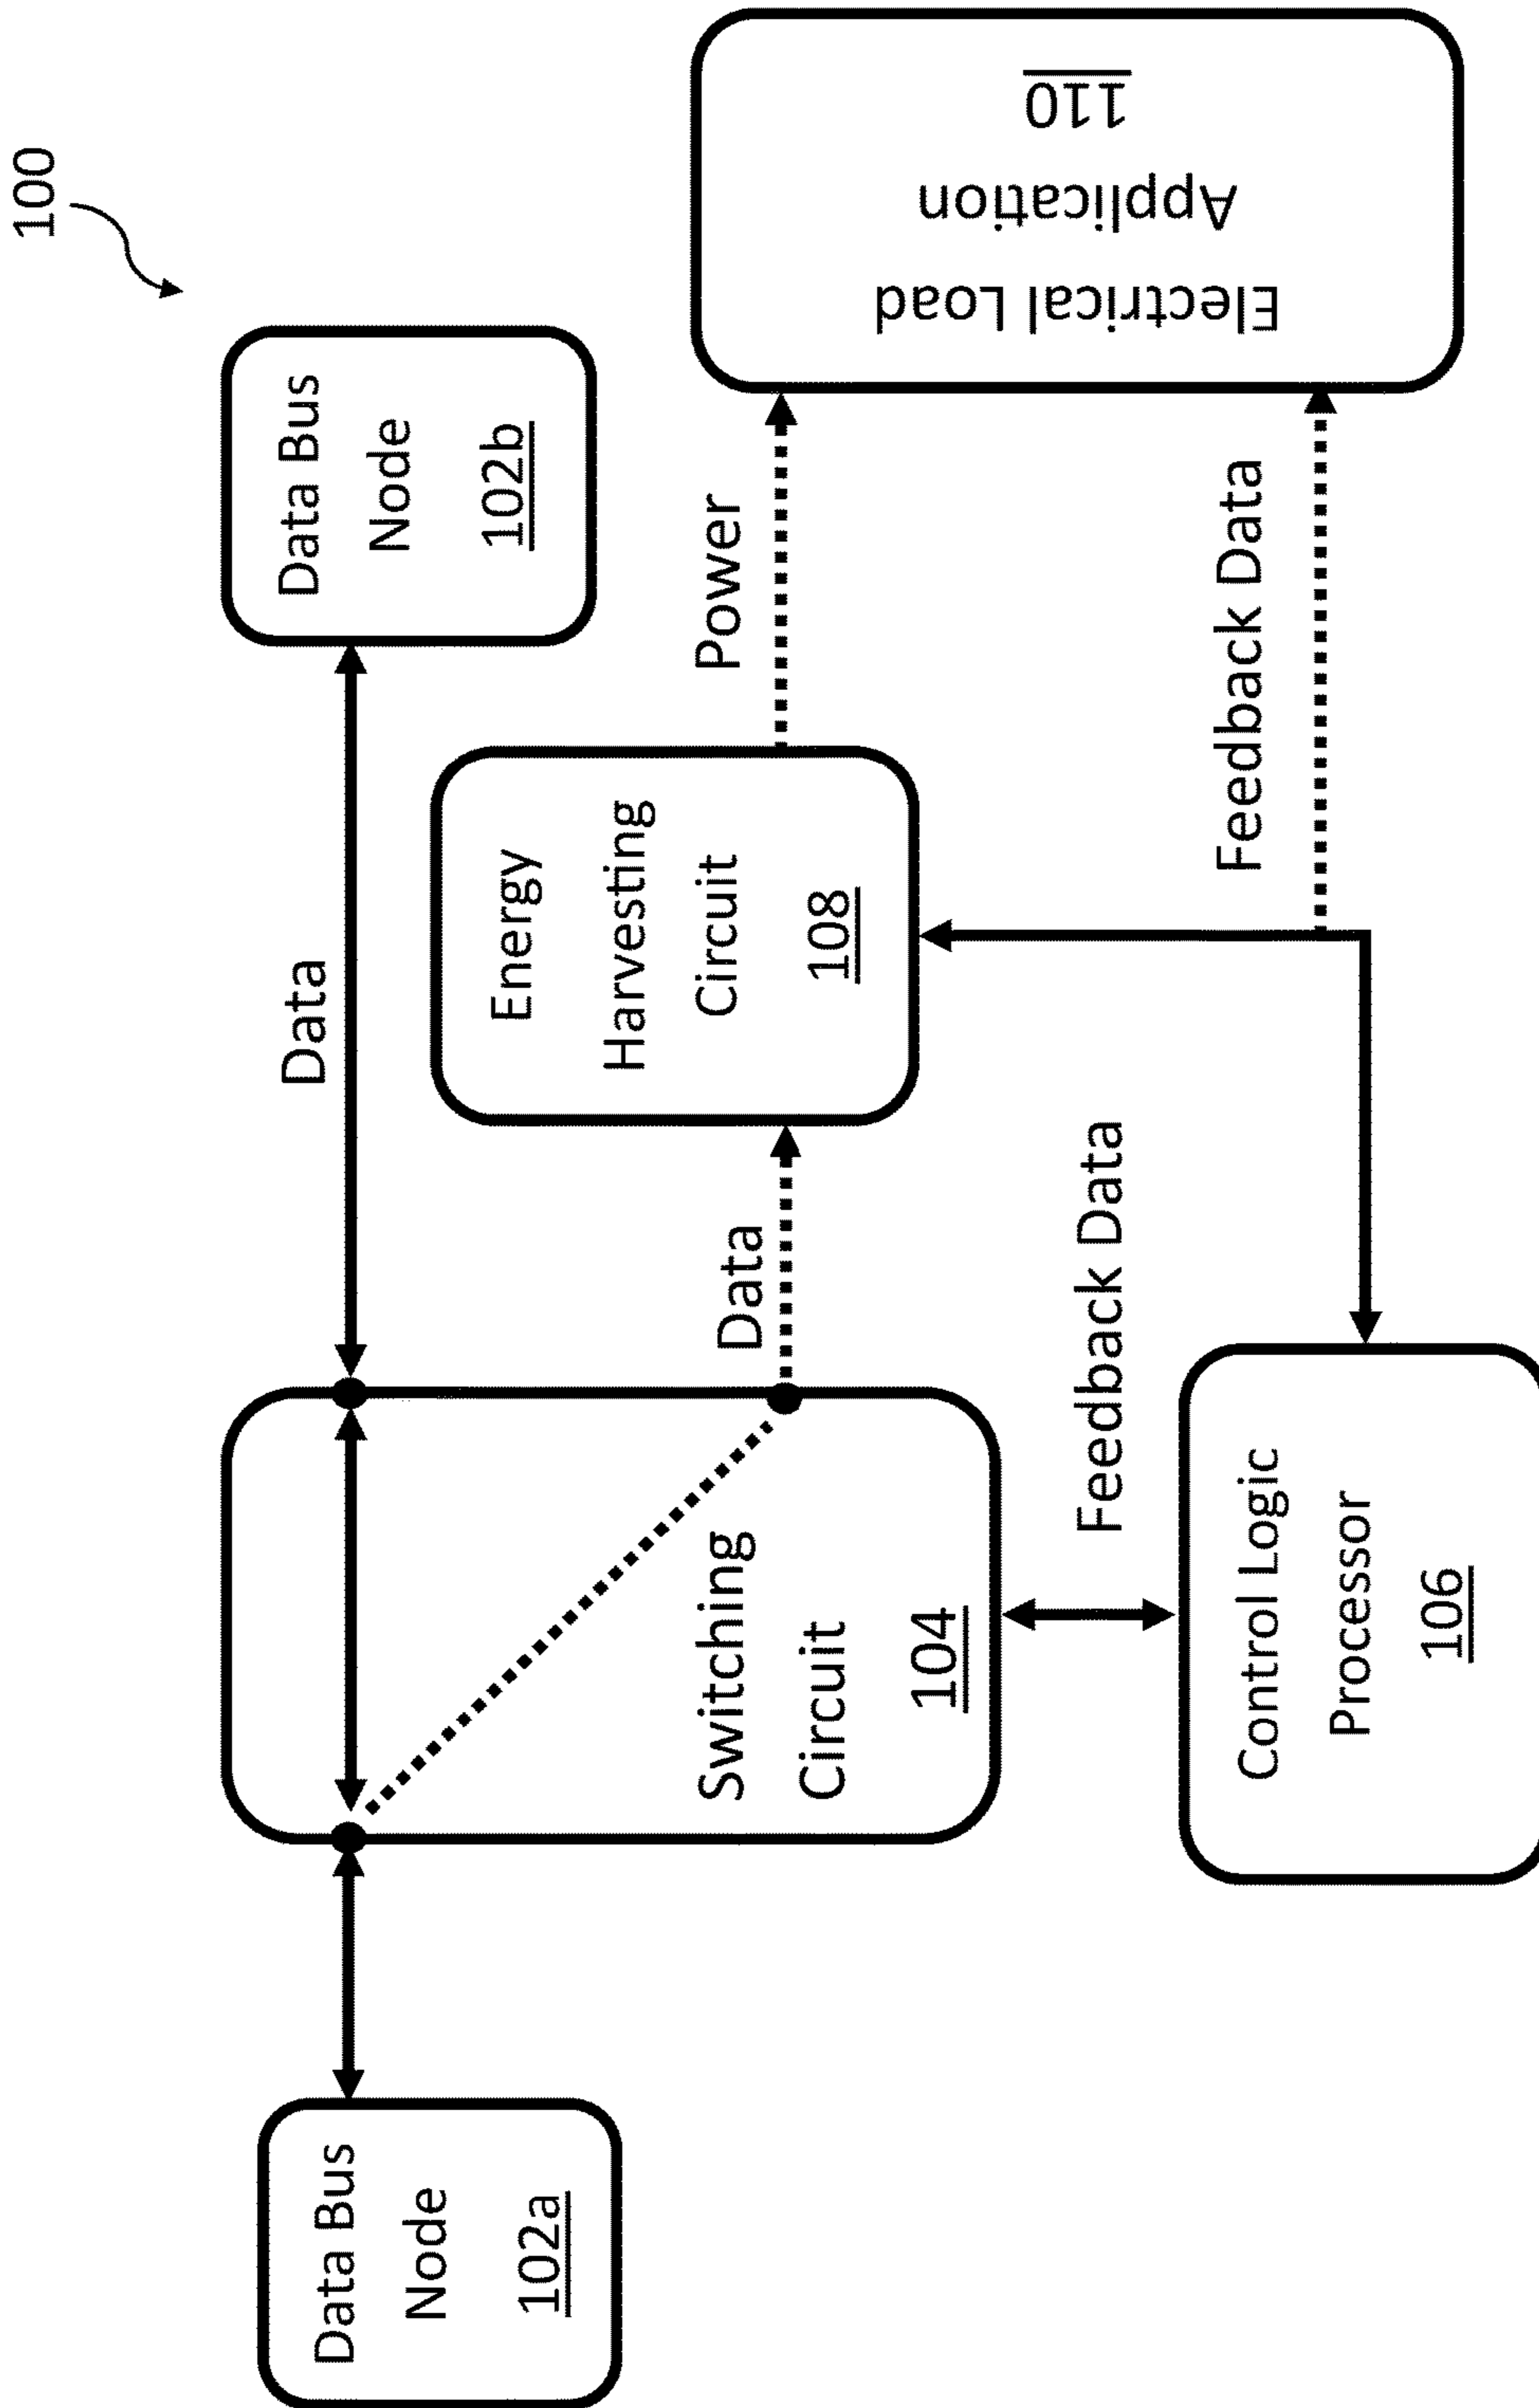 100
Data Bus
Node
102a
Switching
Circuit
104
Data
Data Bus
Node
102b
Data
Energy
Harvesting
Circuit
108
Power
Electrical Load
Application
110
Feedback Data
Control Logic
Processor
106
Feedback Data